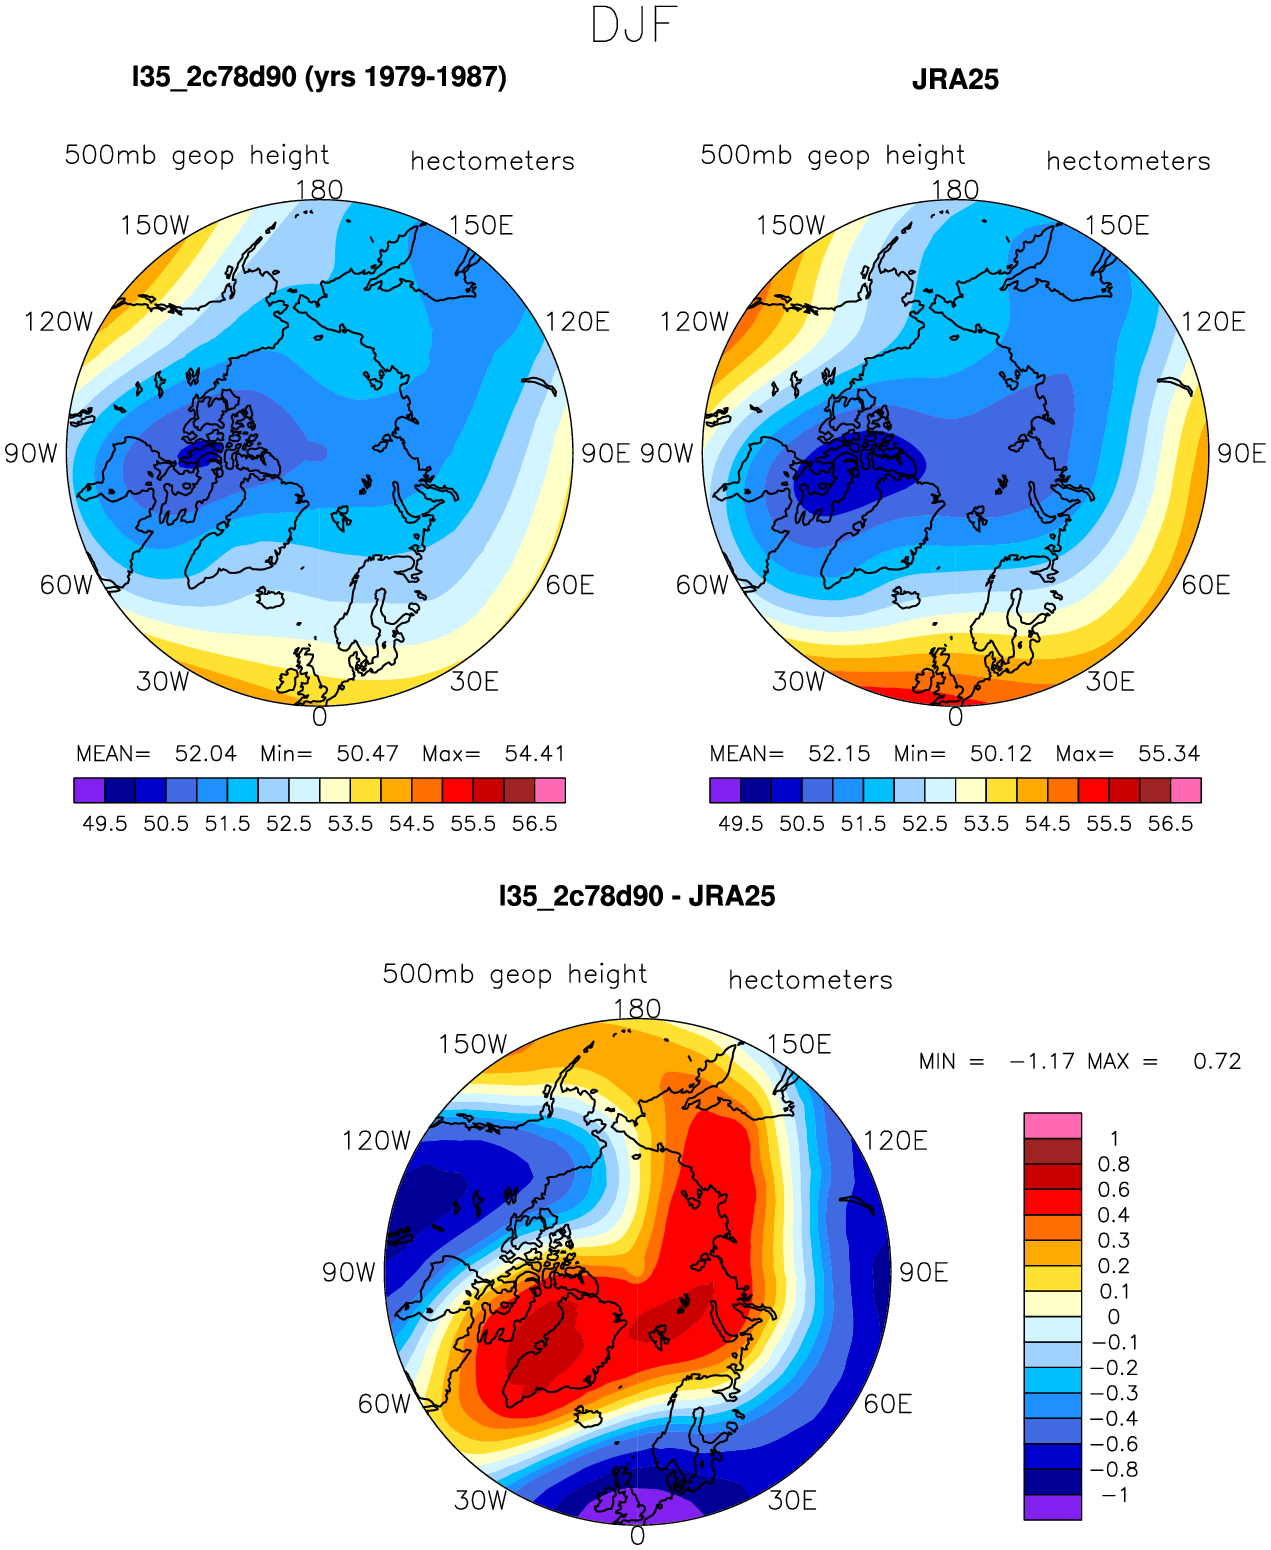 DJF
I35_2c78d90 (yrs 1979-1987)
JRA25
500mb geop height hectometers
500mb geop height hectometers
180
150W 150E
120W 120E
90W 90E
60W 60E
30W 30E
0
180
150W 150E
120W 120E
90W 90E
60W 60E
30W 30E
0
MEAN= 52.04 Min= 50.47 Max= 54.41
49.5 50.5 51.5 52.5 53.5 54.5 55.5 56.5
MEAN= 52.15 Min= 50.12 Max= 55.34
49.5 50.5 51.5 52.5 53.5 54.5 55.5 56.5
I35_2c78d90 - JRA25
500mb geop height hectometers
180
150W 150E
120W 120E
90W 90E
60W 60E
30W 30E
0
MIN = −1.17 MAX = 0.72
1
0.8
0.6
0.4
0.3
0.2
0.1
0
−0.1
−0.2
−0.3
−0.4
−0.6
−0.8
−1